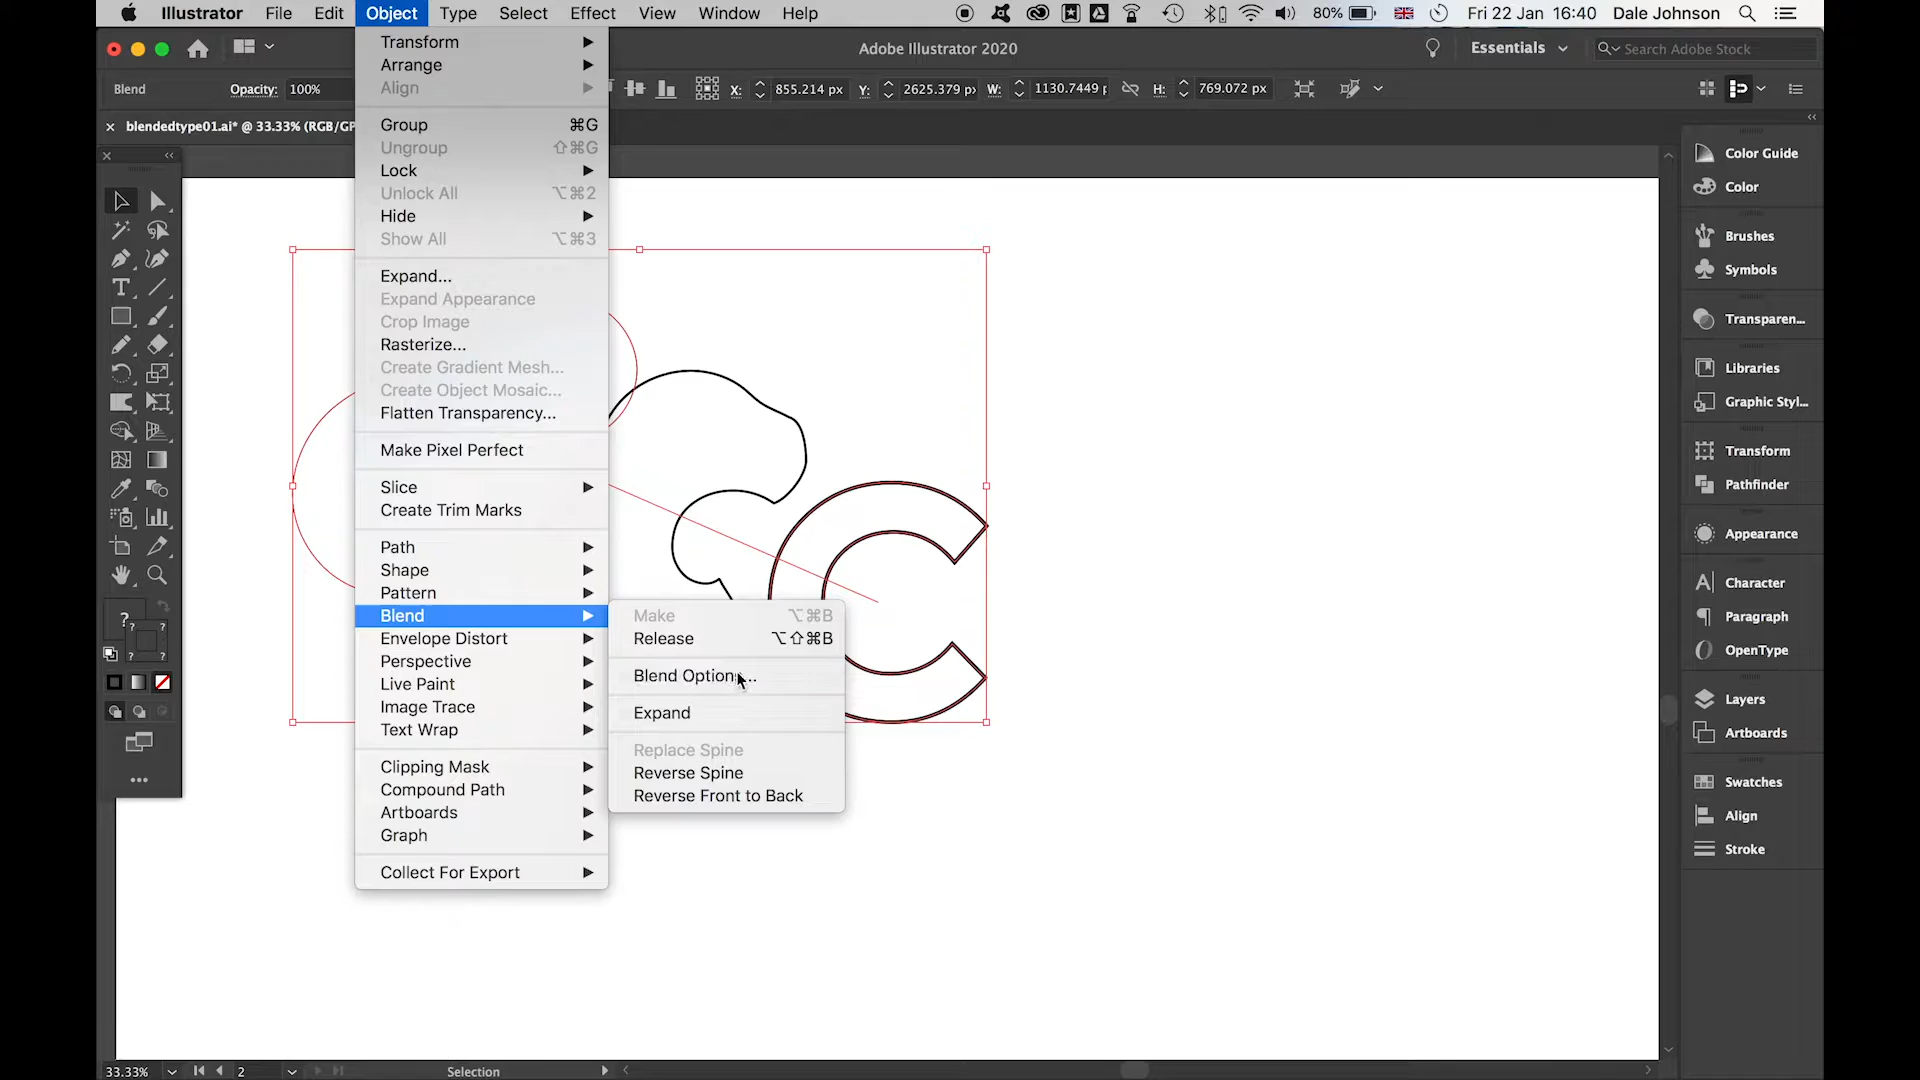 Illustrator File Edit Object Type Select Effect View Window Help 80% Fri 22 Jan 16:40 Dale Johnson
Adobe Illustrator 2020 Essentials Search Adobe Stock
Blend Opacity: 100% X: 855.214 px Y: 2625.379 px W: 1130.7449 H: 769.072 px
blendedtype01.ai* @ 33.33% (RGB/GP
Transform
Arrange
Align
Group ⌘G
Ungroup ⇧⌘G
Lock
Unlock All ⌥⌘2
Hide
Show All ⌥⌘3
Expand...
Expand Appearance
Crop Image
Rasterize...
Create Gradient Mesh...
Create Object Mosaic...
Flatten Transparency...
Make Pixel Perfect
Slice
Create Trim Marks
Path
Shape
Pattern
Blend
Envelope Distort
Perspective
Live Paint
Image Trace
Text Wrap
Clipping Mask
Compound Path
Artboards
Graph
Collect For Export
Make ⌥⌘B
Release ⌥⇧⌘B
Blend Option...
Expand
Replace Spine
Reverse Spine
Reverse Front to Back
C
? ? ?
? ?
Color Guide
Color
Brushes
Symbols
Transparen...
Libraries
Graphic Styl...
Transform
Pathfinder
Appearance
Character
Paragraph
OpenType
Layers
Artboards
Swatches
Align
Stroke
33.33% 2 Selection